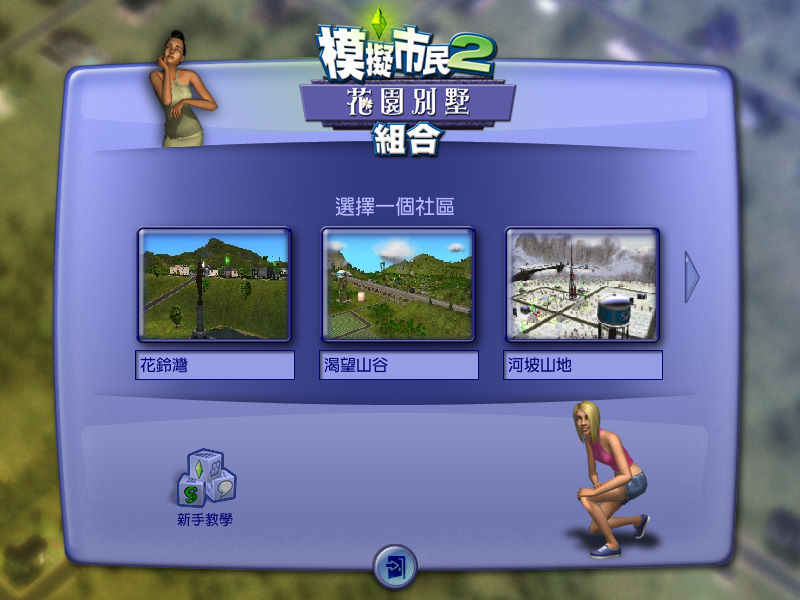 模擬市民2
花園別墅
組合
選擇一個社區
花鈴灣
渴望山谷
河坡山地
新手教學